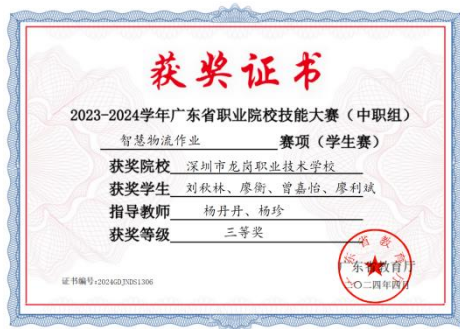 获奖证书
2023-2024学年广东省职业院校技能大赛（中职组）
智慧物流作业 赛项（学生赛）
获奖院校 深圳市龙岗职业技术学校
获奖学生 刘秋林、廖衡、曾嘉怡、廖利斌
指导教师 杨丹丹、杨珍
获奖等级 三等奖
广东省教育厅
证书编号:2024GDJNDS1306
二〇二四年四月